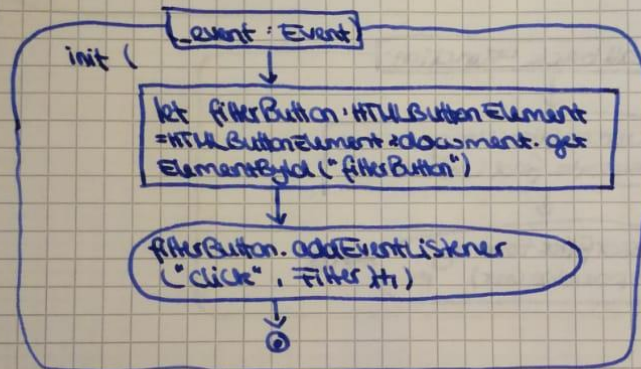 _event : Event
init (
let filterButton : HTMLButtonElement
= HTMLButtonElement > document. get
ElementById ("filterButton")
filterButton. addEventListener
("click",